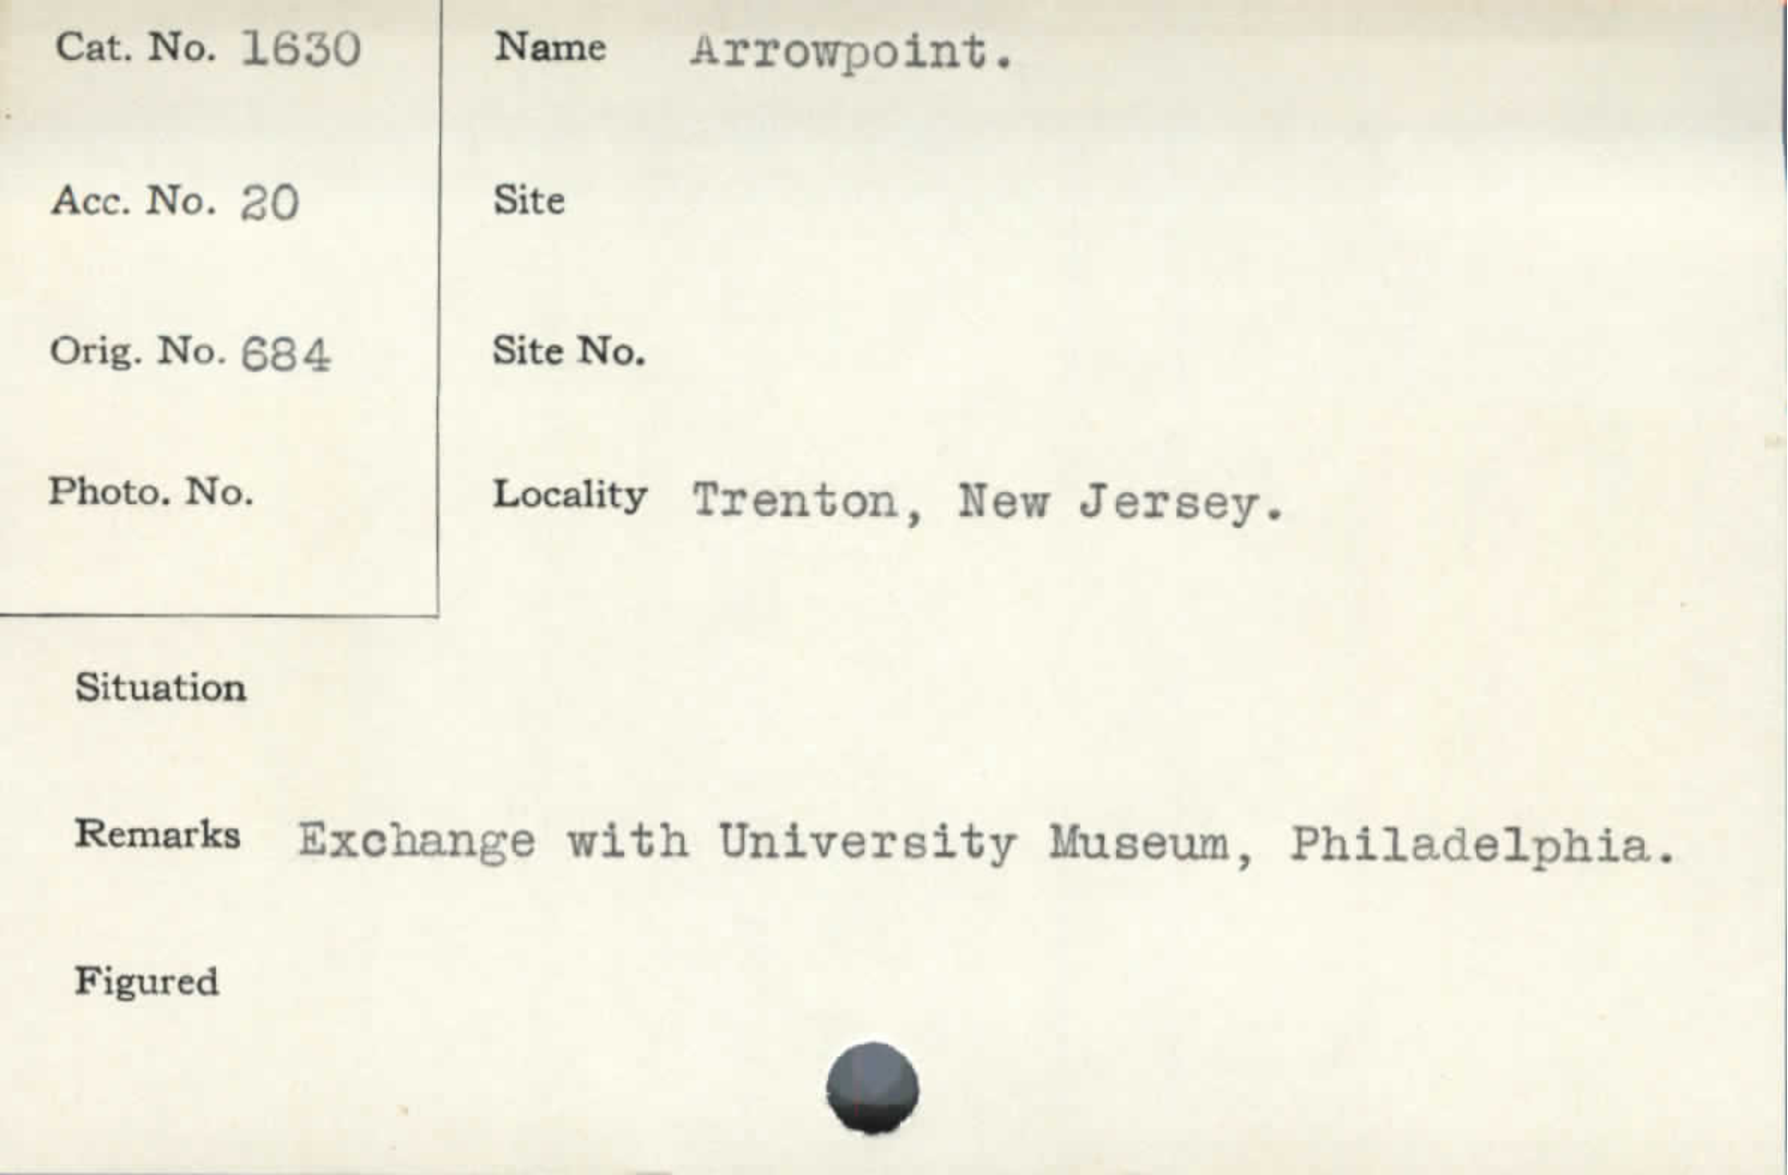 Cat. No. 1630
Name Arrowpoint.
Acc. No. 20
Site
Orig. No. 684
Site No.
Photo. No.
Locality Trenton, New Jersey.
Situation
Remarks Exchange with University Museum, Philadelphia.
Figured